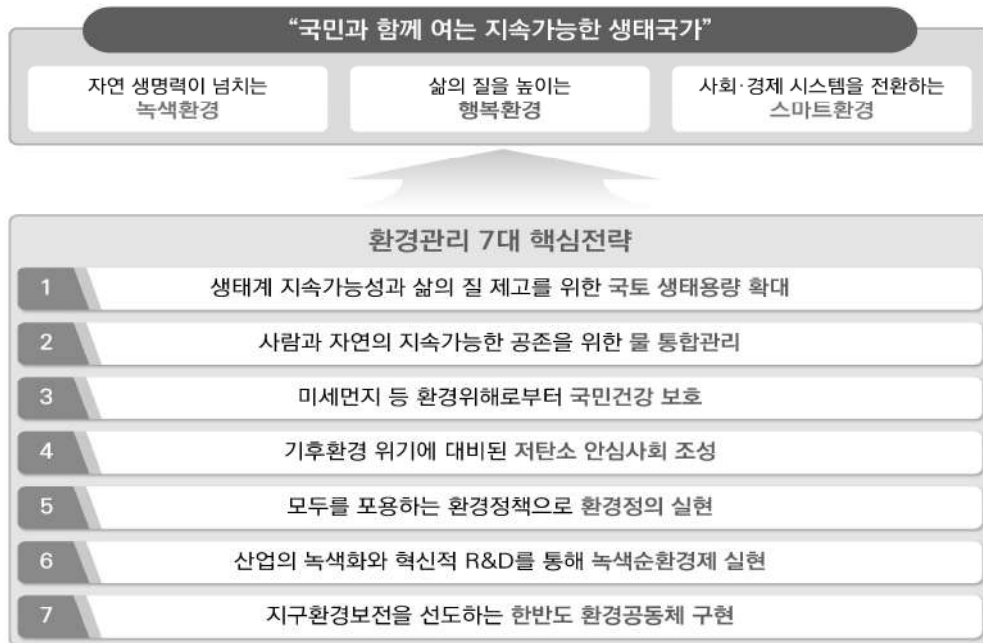 “국민과 함께 여는 지속가능한 생태국가”
자연 생명력이 넘치는
녹색환경
삶의 질을 높이는
행복환경
사회·경제 시스템을 전환하는
스마트환경
환경관리 7대 핵심전략
1 생태계 지속가능성과 삶의 질 제고를 위한 국토 생태용량 확대
2 사람과 자연의 지속가능한 공존을 위한 물 통합관리
3 미세먼지 등 환경위해로부터 국민건강 보호
4 기후환경 위기에 대비된 저탄소 안심사회 조성
5 모두를 포용하는 환경정책으로 환경정의 실현
6 산업의 녹색화와 혁신적 R&D를 통해 녹색순환경제 실현
7 지구환경보전을 선도하는 한반도 환경공동체 구현